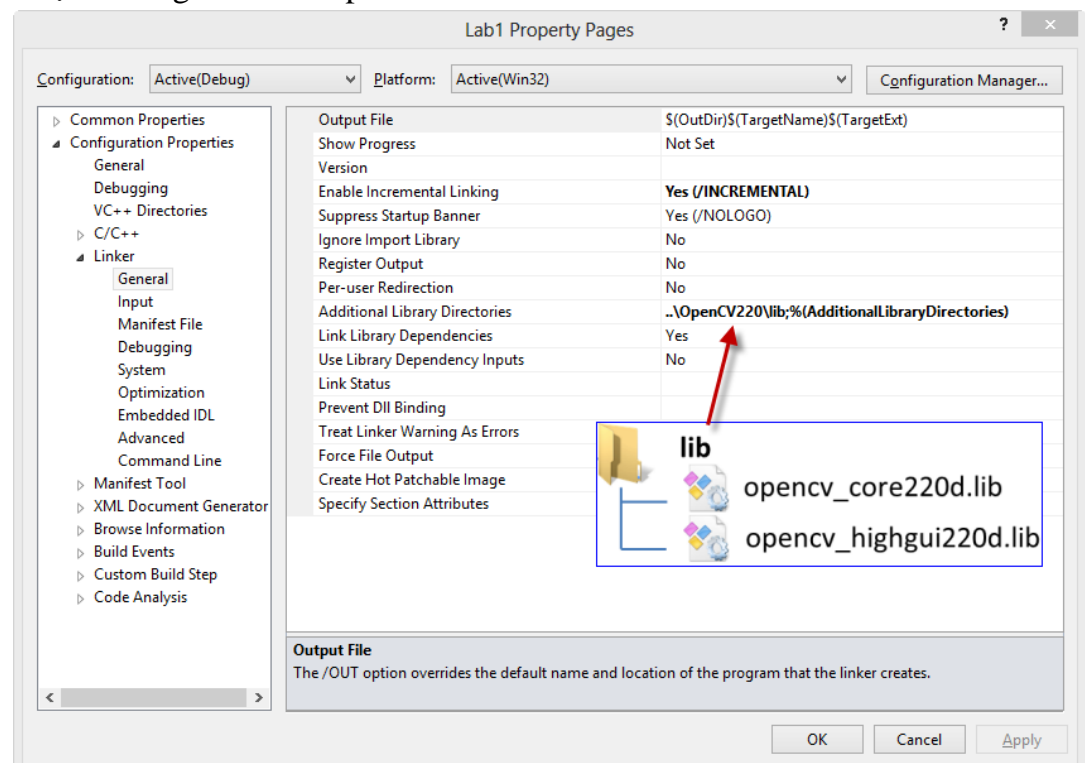 Lab1 Property Pages
?
×
Configuration: Active(Debug) Platform: Active(Win32) Configuration Manager...
Common Properties
Configuration Properties
General
Debugging
VC++ Directories
C/C++
Linker
General
Input
Manifest File
Debugging
System
Optimization
Embedded IDL
Advanced
Command Line
Manifest Tool
XML Document Generator
Browse Information
Build Events
Custom Build Step
Code Analysis
Output File $(OutDir)$(TargetName)$(TargetExt)
Show Progress Not Set
Version
Enable Incremental Linking Yes (/INCREMENTAL)
Suppress Startup Banner Yes (/NOLOGO)
Ignore Import Library No
Register Output No
Per-user Redirection No
Additional Library Directories ..\OpenCV220\lib;%(AdditionalLibraryDirectories)
Link Library Dependencies Yes
Use Library Dependency Inputs No
Link Status
Prevent Dll Binding
Treat Linker Warning As Errors
Force File Output
Create Hot Patchable Image
Specify Section Attributes
lib
opencv_core220d.lib
opencv_highgui220d.lib
Output File
The /OUT option overrides the default name and location of the program that the linker creates.
OK Cancel Apply